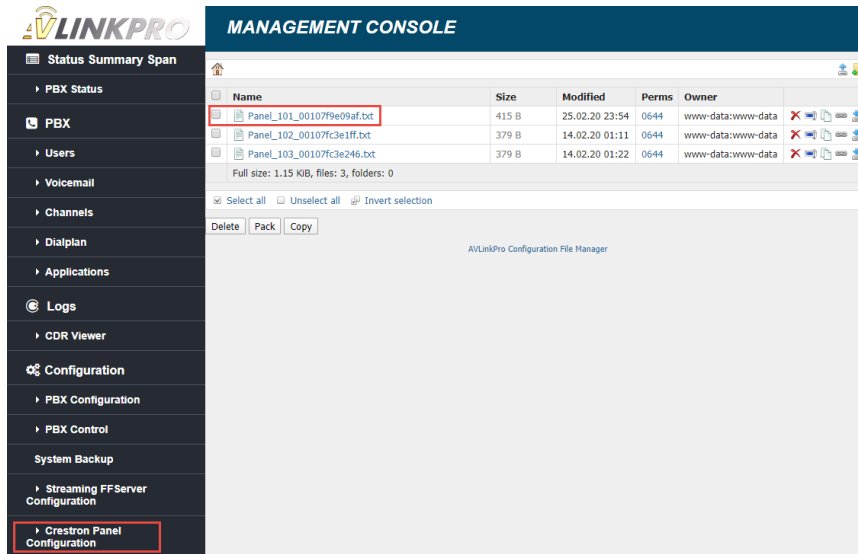 AVLINKPRO
MANAGEMENT CONSOLE
Status Summary Span
PBX Status
PBX
Users
Voicemail
Channels
Dialplan
Applications
Logs
CDR Viewer
Configuration
PBX Configuration
PBX Control
System Backup
Streaming FFServer
Configuration
Crestron Panel
Configuration
Name Size Modified Perms Owner
Panel_101_00107f9e09af.txt 415 B 25.02.20 23:54 0644 www-data:www-data
Panel_102_00107fc3e1ff.txt 379 B 14.02.20 01:11 0644 www-data:www-data
Panel_103_00107fc3e246.txt 379 B 14.02.20 01:22 0644 www-data:www-data
Full size: 1.15 KiB, files: 3, folders: 0
Select all Unselect all Invert selection
Delete Pack Copy
AVLinkPro Configuration File Manager